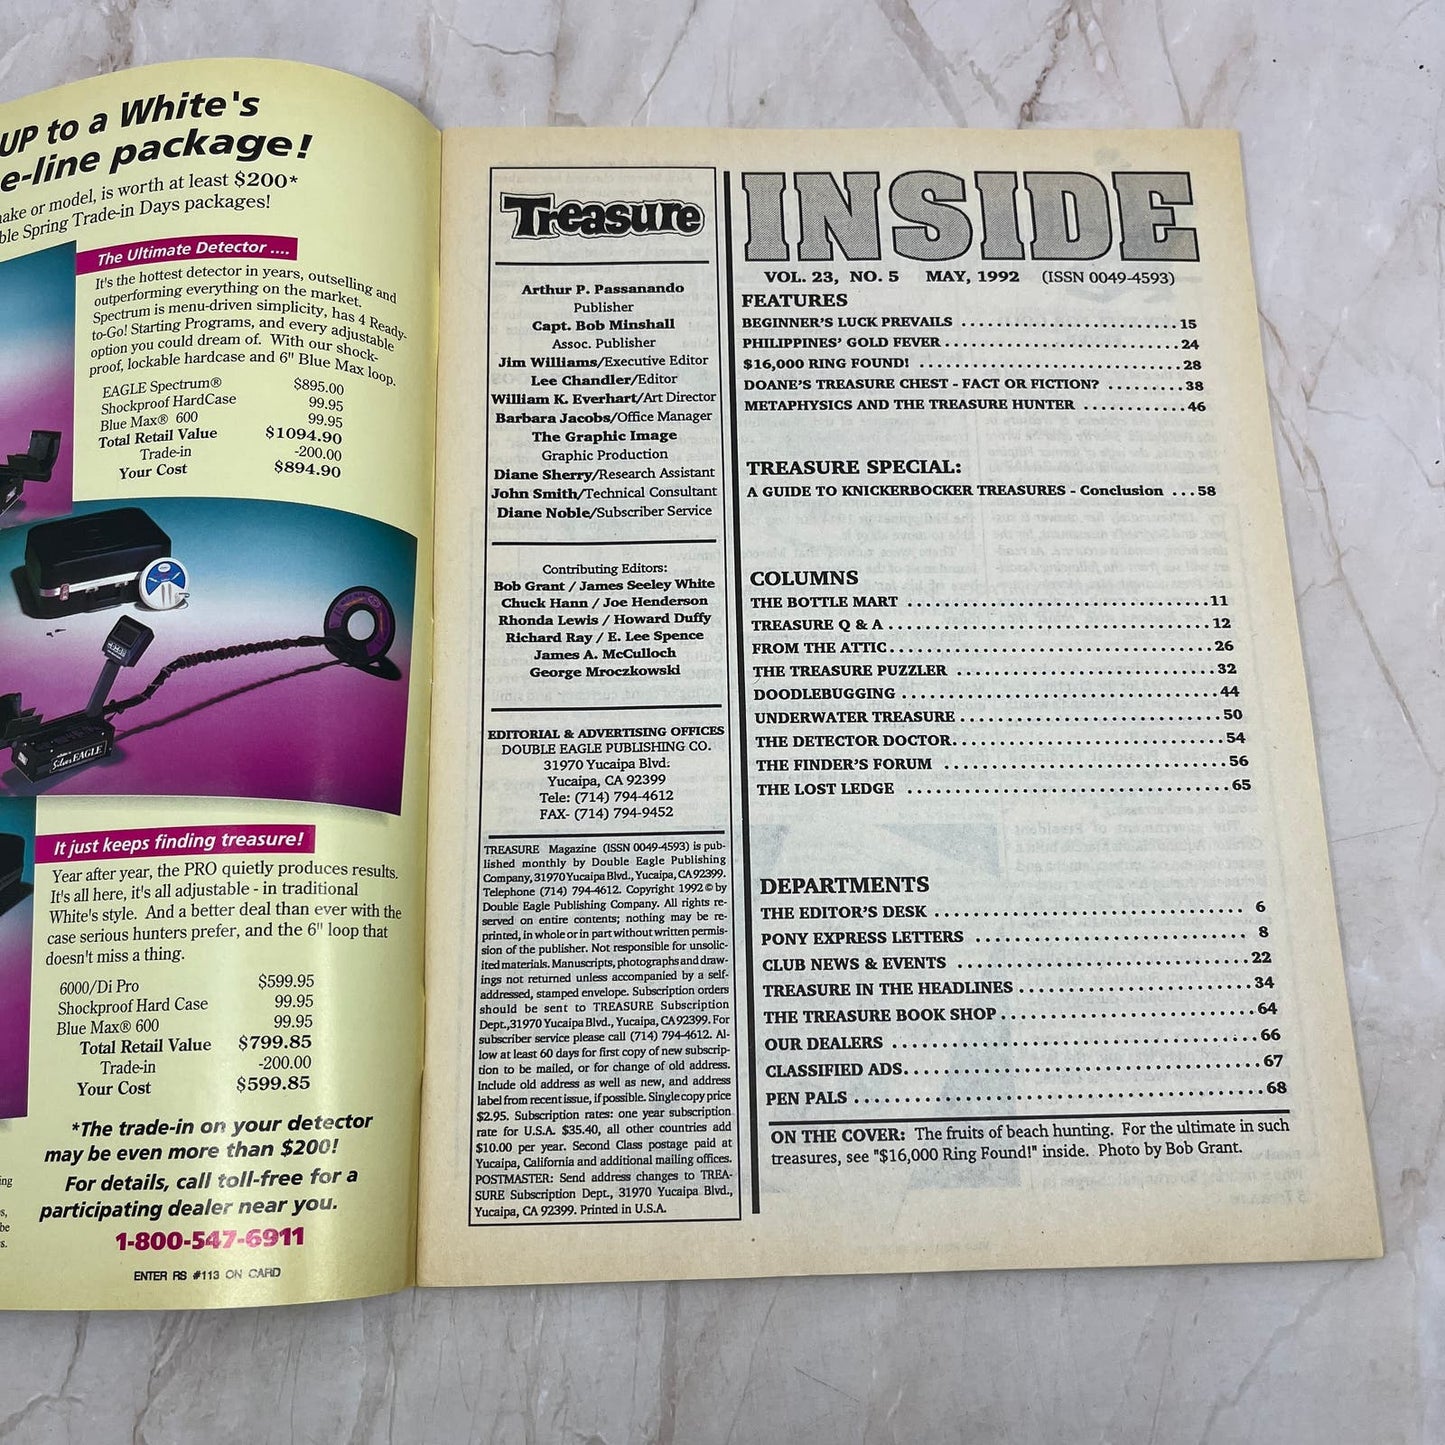 UP to a White's
e-line package!
make or model, is worth at least $200*
ble Spring Trade-in Days packages!
The Ultimate Detector ....
It's the hottest detector in years, outselling and
outperforming everything on the market.
Spectrum is menu-driven simplicity, has 4 Ready-
to-Go! Starting Programs, and every adjustable
option you could dream of. With our shock-
proof, lockable hardcase and 6" Blue Max loop.
EAGLE Spectrum® $895.00
Shockproof HardCase 99.95
Blue Max® 600 99.95
Total Retail Value $1094.90
Trade-in -200.00
Your Cost $894.90
Silver EAGLE
It just keeps finding treasure!
Year after year, the PRO quietly produces results.
It's all here, it's all adjustable - in traditional
White's style. And a better deal than ever with the
case serious hunters prefer, and the 6" loop that
doesn't miss a thing.
6000/Di Pro $599.95
Shockproof Hard Case 99.95
Blue Max® 600 99.95
Total Retail Value $799.85
Trade-in -200.00
Your Cost $599.85
*The trade-in on your detector
may be even more than $200!
For details, call toll-free for a
participating dealer near you.
1-800-547-6911
ENTER RS #113 ON CARD
Treasure
Arthur P. Passanando
Publisher
Capt. Bob Minshall
Assoc. Publisher
Jim Williams/Executive Editor
Lee Chandler/Editor
William K. Everhart/Art Director
Barbara Jacobs/Office Manager
The Graphic Image
Graphic Production
Diane Sherry/Research Assistant
John Smith/Technical Consultant
Diane Noble/Subscriber Service
Contributing Editors:
Bob Grant / James Seeley White
Chuck Hann / Joe Henderson
Rhonda Lewis / Howard Duffy
Richard Ray / E. Lee Spence
James A. McCulloch
George Mroczkowski
EDITORIAL & ADVERTISING OFFICES
DOUBLE EAGLE PUBLISHING CO.
31970 Yucaipa Blvd.
Yucaipa, CA 92399
Tele: (714) 794-4612
FAX- (714) 794-9452
TREASURE Magazine (ISSN 0049-4593) is pub-
lished monthly by Double Eagle Publishing
Company, 31970 Yucaipa Blvd., Yucaipa, CA 92399.
Telephone (714) 794-4612. Copyright 1992 © by
Double Eagle Publishing Company. All rights re-
served on entire contents; nothing may be re-
printed, in whole or in part without written permis-
sion of the publisher. Not responsible for unsolic-
ited materials. Manuscripts, photographs and draw-
ings not returned unless accompanied by a self-
addressed, stamped envelope. Subscription orders
should be sent to TREASURE Subscription
Dept., 31970 Yucaipa Blvd., Yucaipa, CA 92399. For
subscriber service please call (714) 794-4612. Al-
low at least 60 days for first copy of new subscrip-
tion to be mailed, or for change of old address.
Include old address as well as new, and address
label from recent issue, if possible. Single copy price
$2.95. Subscription rates: one year subscription
rate for U.S.A. $35.40, all other countries add
$10.00 per year. Second Class postage paid at
Yucaipa, California and additional mailing offices.
POSTMASTER: Send address changes to TREA-
SURE Subscription Dept., 31970 Yucaipa Blvd.,
Yucaipa, CA 92399. Printed in U.S.A.
INSIDE
VOL. 23, NO. 5 MAY, 1992 (ISSN 0049-4593)
FEATURES
BEGINNER'S LUCK PREVAILS ........................ 15
PHILIPPINES' GOLD FEVER ........................ 24
$16,000 RING FOUND! ........................ 28
DOANE'S TREASURE CHEST - FACT OR FICTION? ......... 38
METAPHYSICS AND THE TREASURE HUNTER ........... 46
TREASURE SPECIAL:
A GUIDE TO KNICKERBOCKER TREASURES - Conclusion ... 58
COLUMNS
THE BOTTLE MART ........................ 11
TREASURE Q & A ........................ 12
FROM THE ATTIC ........................ 26
THE TREASURE PUZZLER ........................ 32
DOODLEBUGGING ........................ 44
UNDERWATER TREASURE ........................ 50
THE DETECTOR DOCTOR ........................ 54
THE FINDER'S FORUM ........................ 56
THE LOST LEDGE ........................ 65
DEPARTMENTS
THE EDITOR'S DESK ........................ 6
PONY EXPRESS LETTERS ........................ 8
CLUB NEWS & EVENTS ........................ 22
TREASURE IN THE HEADLINES ........................ 34
THE TREASURE BOOK SHOP ........................ 64
OUR DEALERS ........................ 66
CLASSIFIED ADS ........................ 67
PEN PALS ........................ 68
ON THE COVER: The fruits of beach hunting. For the ultimate in such
treasures, see "$16,000 Ring Found!" inside. Photo by Bob Grant.